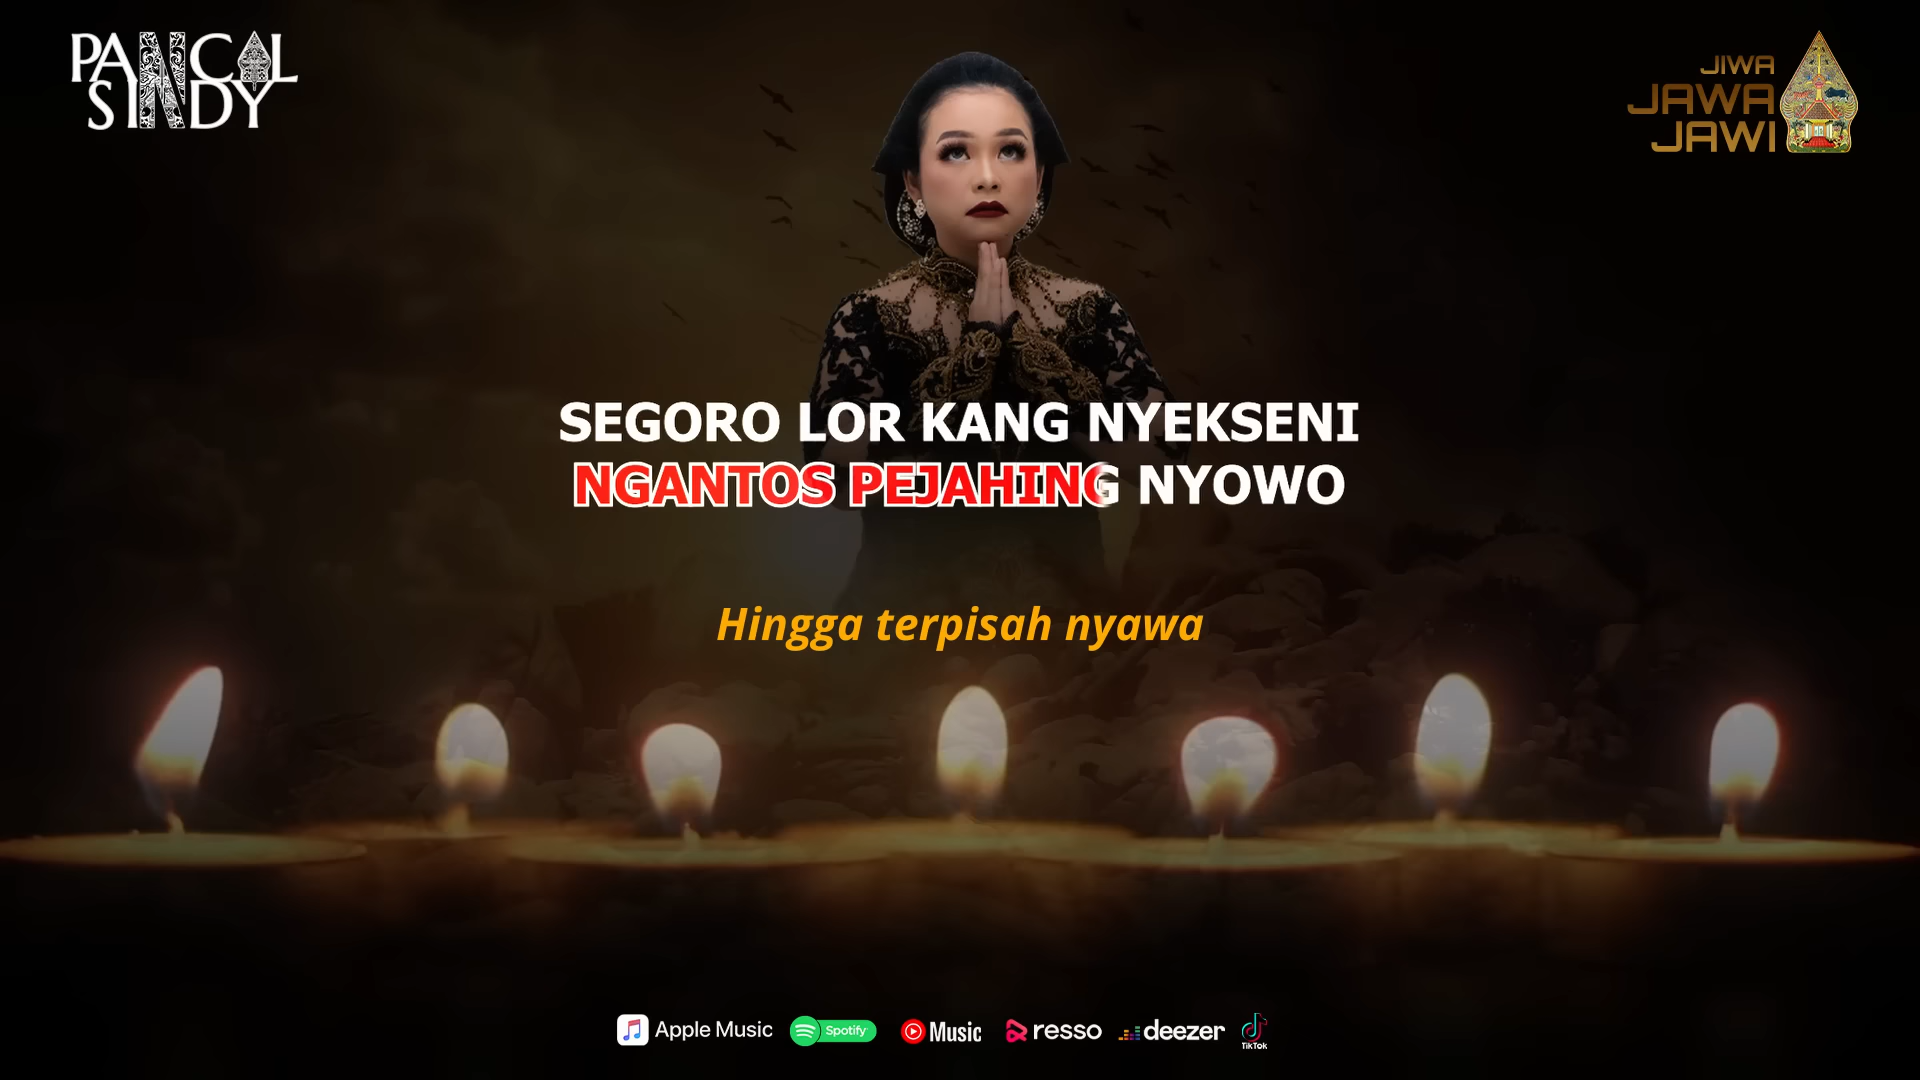 PANCAL
SINDY
JIWA
JAWA
JAWI
SEGORO LOR KANG NYEKSENI
NGANTOS PEJAHING NYOWO
Hingga terpisah nyawa
Apple Music
Spotify
Music
resso
deezer
TikTok